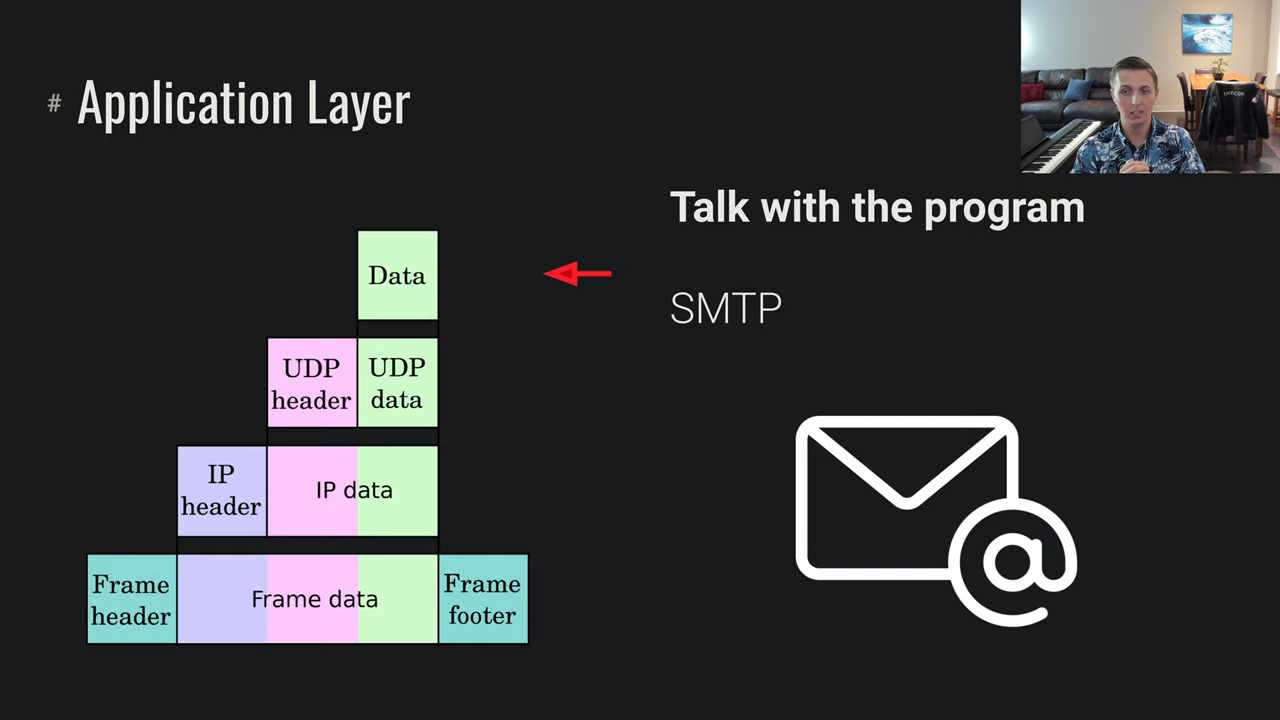 # Application Layer
Talk with the program
SMTP
Data
UDP
header
UDP
data
IP
header
IP data
Frame
header
Frame data
Frame
footer
DEFCON